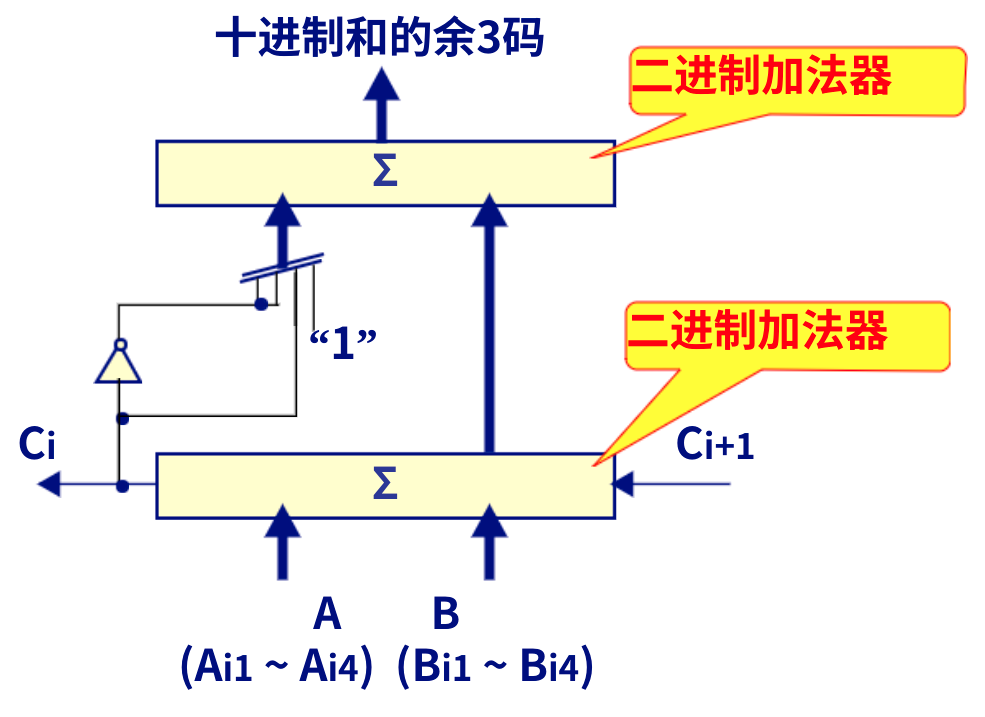 十进制和的余3码
二进制加法器
Σ
“1”
二进制加法器
Ci
Ci+1
Σ
A B
(Ai1 ~ Ai4) (Bi1 ~ Bi4)